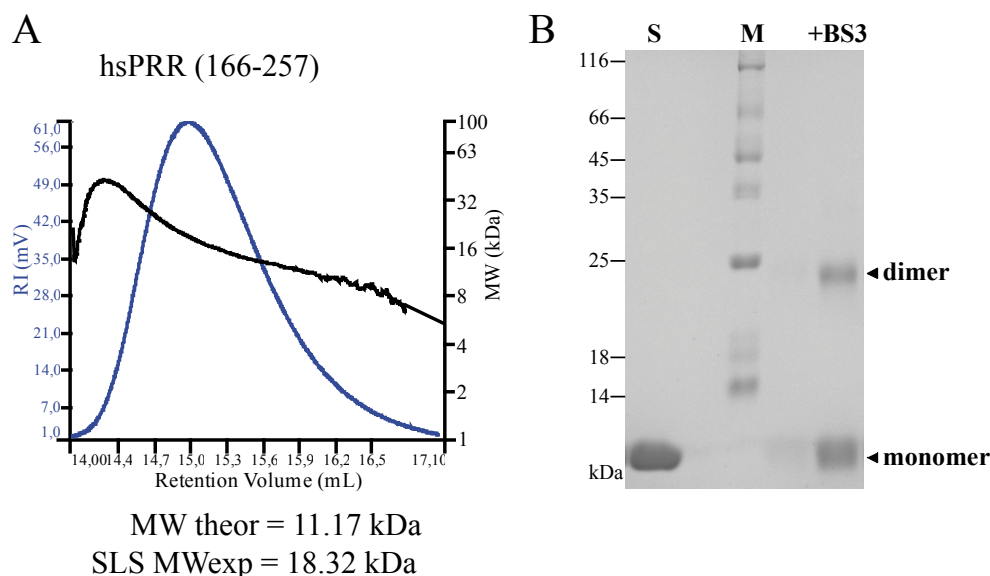 A
hsPRR (166-257)
61,0
56,0
49,0
42,0
35,0
28,0
21,0
14,0
7,0
1,0
RI (mV)
100
63
32
16
8
4
2
1
MW (kDa)
14,00 14,4 14,7 15,0 15,3 15,6 15,9 16,2 16,5 17,10
Retention Volume (mL)
MW theor = 11.17 kDa
SLS MWexp = 18.32 kDa
B
S M +BS3
116
66
45
35
25
18
14
kDa
dimer
monomer